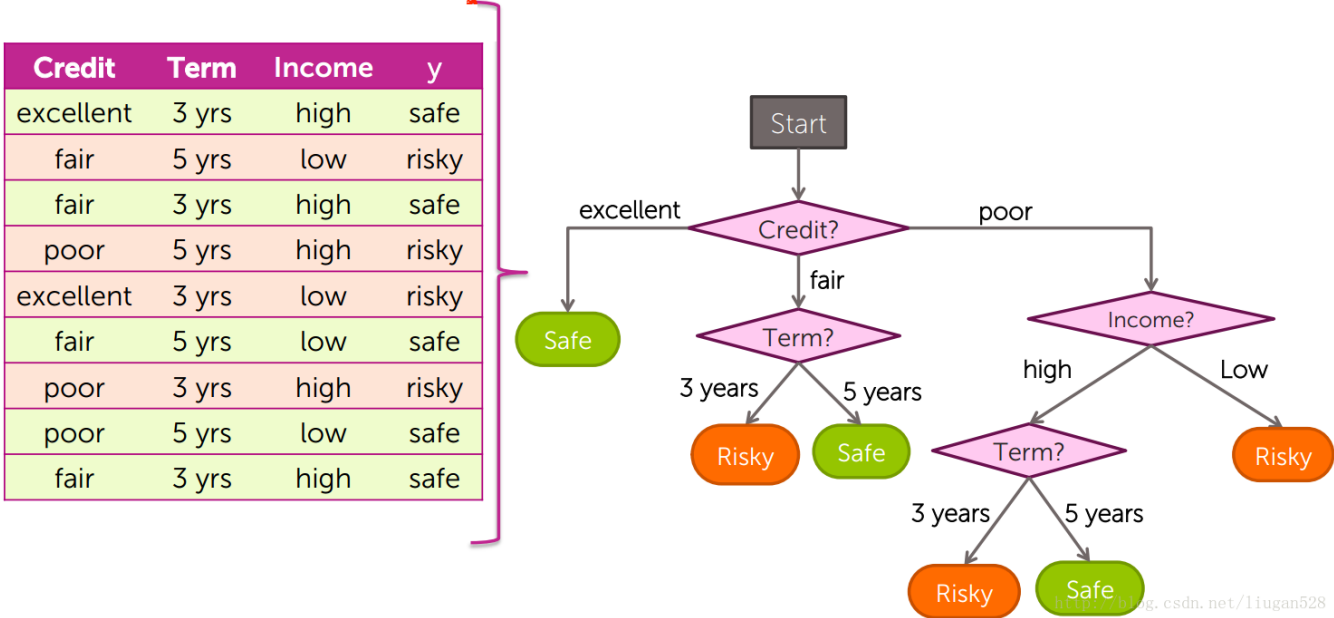 Credit Term Income y
excellent 3 yrs high safe
fair 5 yrs low risky
fair 3 yrs high safe
poor 5 yrs high risky
excellent 3 yrs low risky
fair 5 yrs low safe
poor 3 yrs high risky
poor 5 yrs low safe
fair 3 yrs high safe
Start
excellent
poor
Credit?
fair
Safe
Term?
Income?
3 years
5 years
high
Low
Risky
Safe
Term?
Risky
3 years
5 years
Risky
Safe
http://blog.csdn.net/liugan528